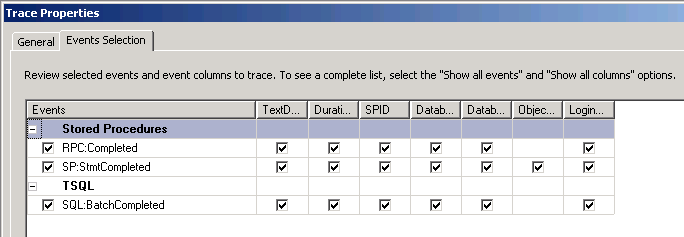 Trace Properties
General Events Selection
Review selected events and event columns to trace. To see a complete list, select the "Show all events" and "Show all columns" options.
Events TextD... Durati... SPID Datab... Datab... Objec... Login...
Stored Procedures
RPC:Completed
SP:StmtCompleted
TSQL
SQL:BatchCompleted